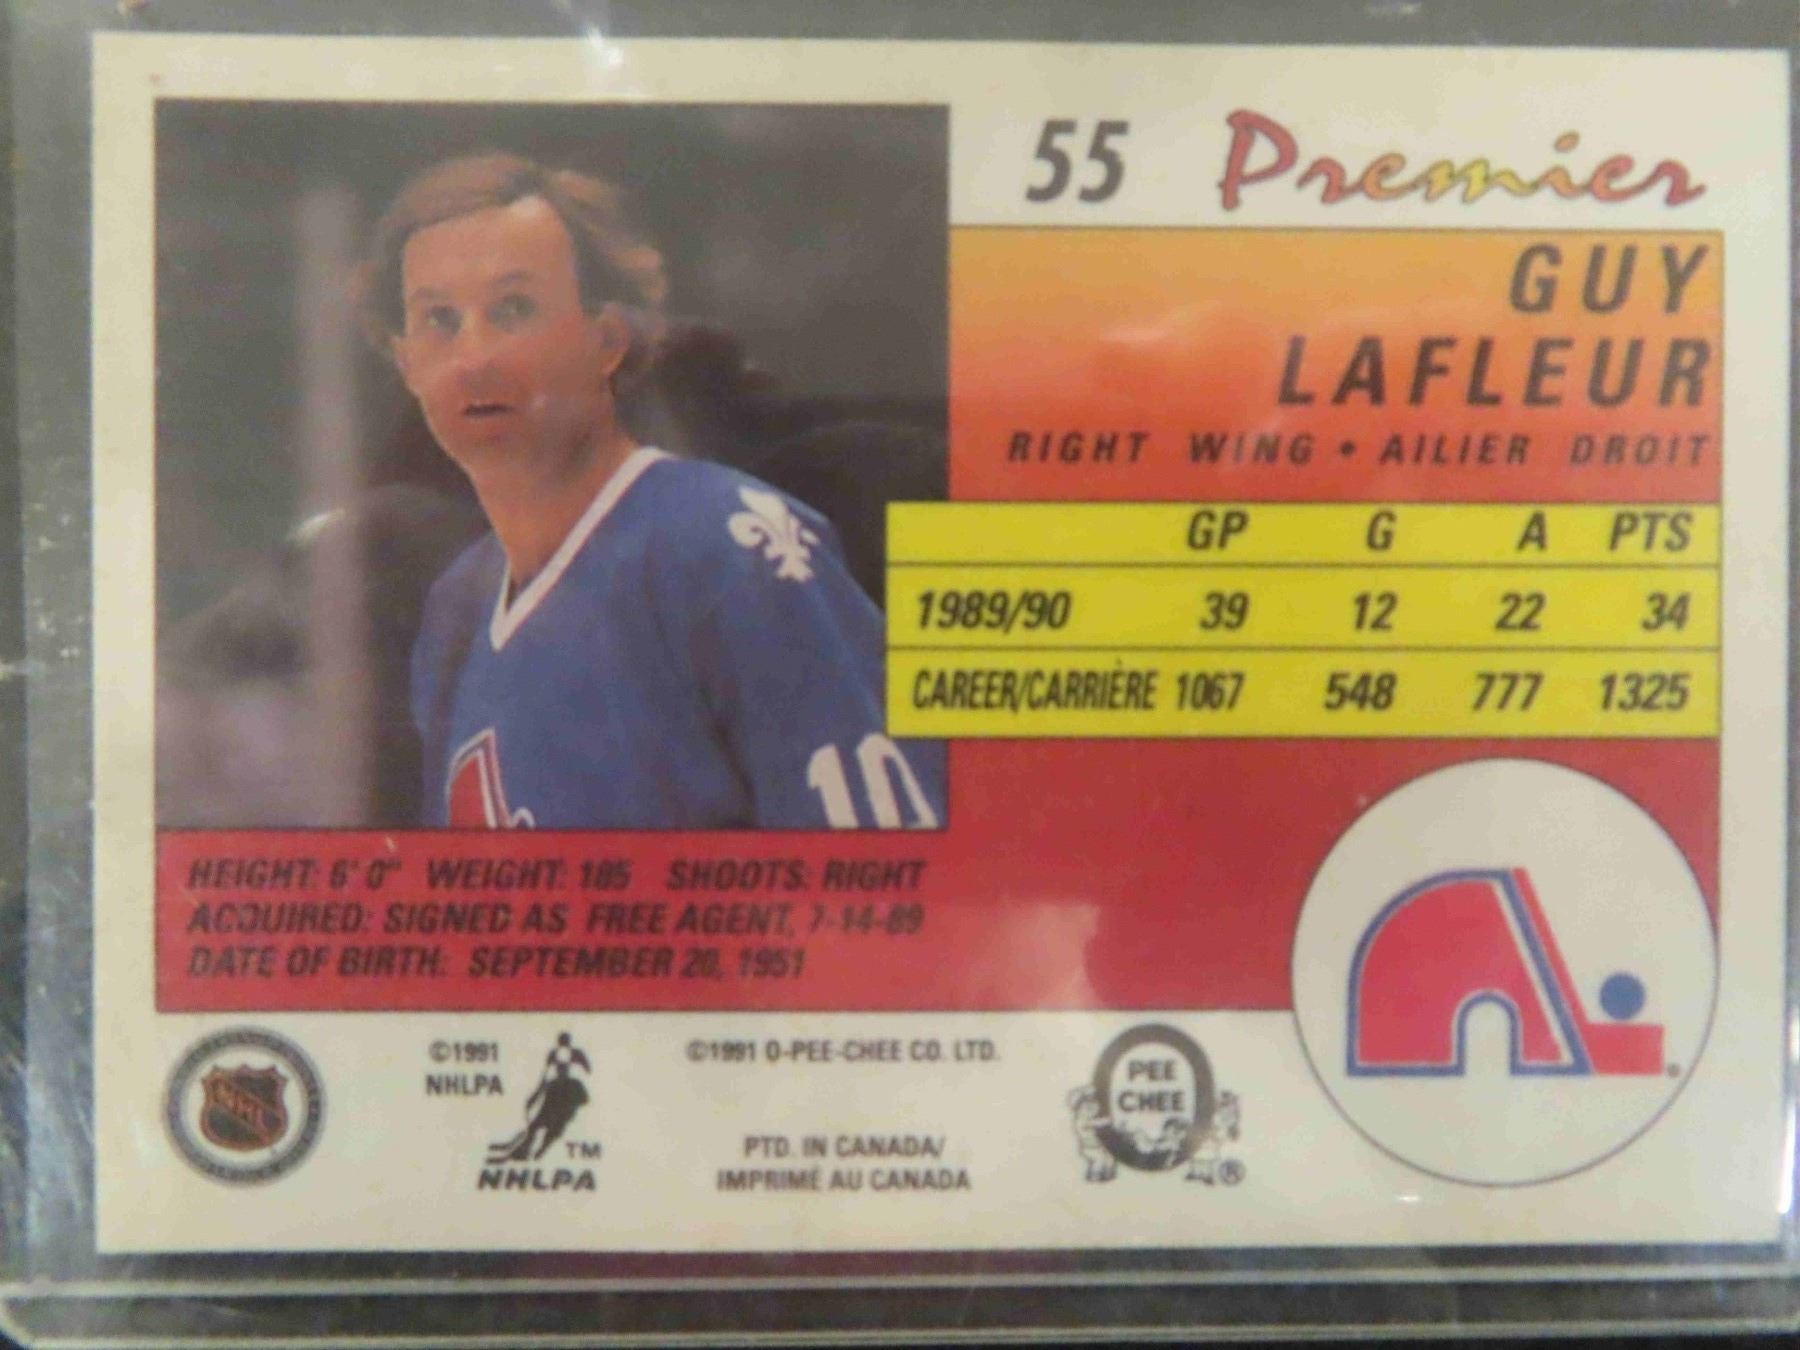 55 Premier
GUY
LAFLEUR
RIGHT WING • AILIER DROIT
GP G A PTS
1989/90 39 12 22 34
CAREER/CARRIÈRE 1067 548 777 1325
10
HEIGHT: 6' 0" WEIGHT: 185 SHOOTS: RIGHT
ACQUIRED: SIGNED AS FREE AGENT, 7-14-89
DATE OF BIRTH: SEPTEMBER 20, 1951
©1991
NHLPA
TM
NHLPA
©1991 O-PEE-CHEE CO. LTD.
PTD. IN CANADA/
IMPRIMÉ AU CANADA
O
PEE
CHEE
®
NHL